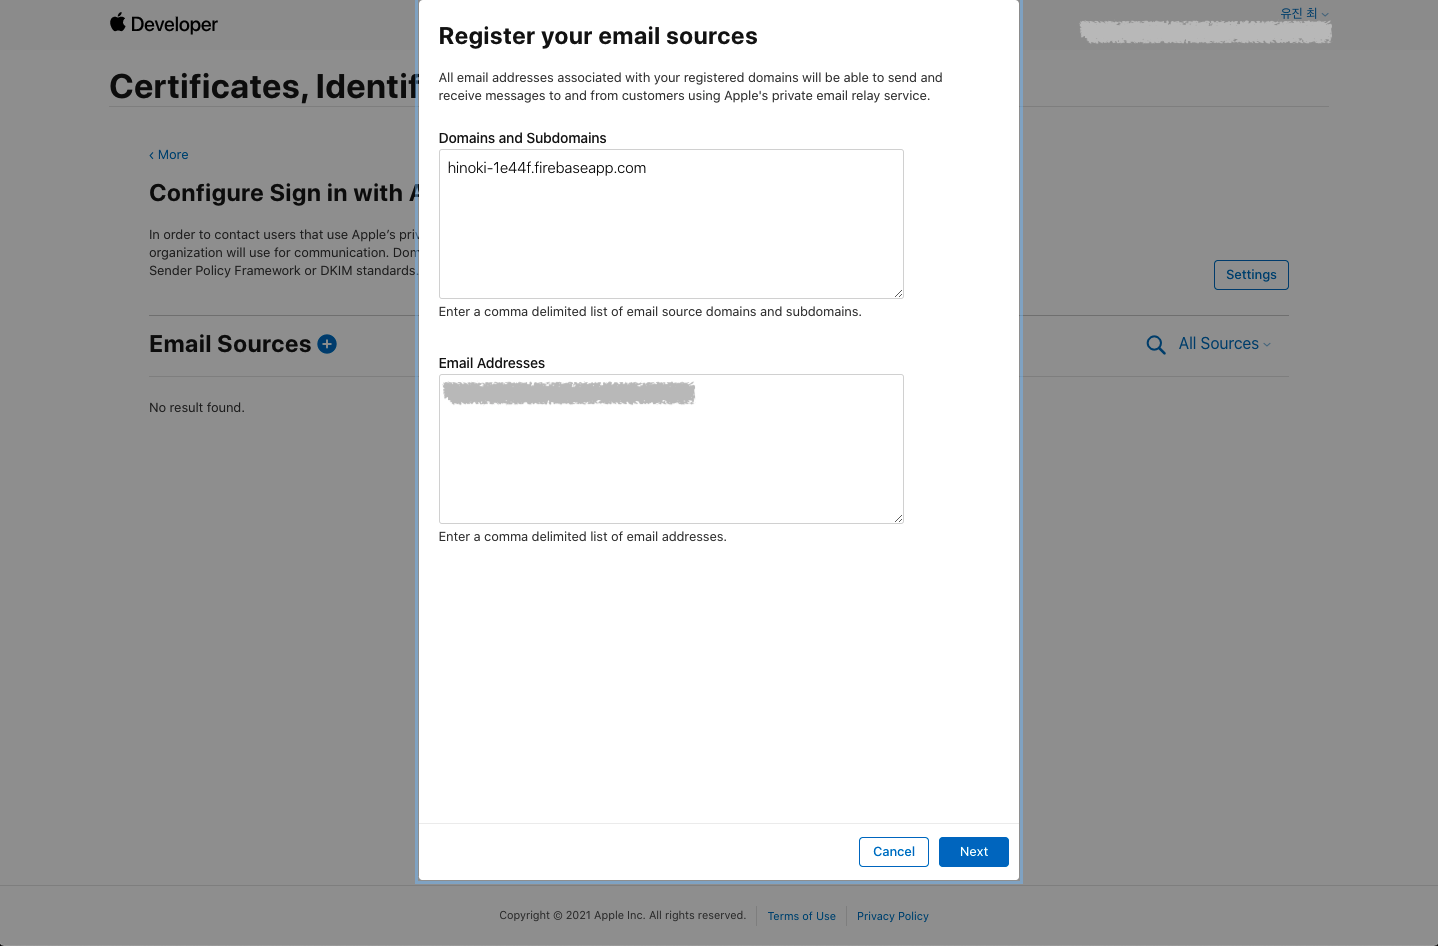 Developer
유진 최
Certificates, Identif
‹ More
Configure Sign in with A
In order to contact users that use Apple's priv
organization will use for communication. Dom
Sender Policy Framework or DKIM standards.
Settings
Email Sources
All Sources
No result found.
Register your email sources
All email addresses associated with your registered domains will be able to send and
receive messages to and from customers using Apple's private email relay service.
Domains and Subdomains
hinoki-1e44f.firebaseapp.com
Enter a comma delimited list of email source domains and subdomains.
Email Addresses
Enter a comma delimited list of email addresses.
Cancel
Next
Copyright © 2021 Apple Inc. All rights reserved.
Terms of Use
Privacy Policy